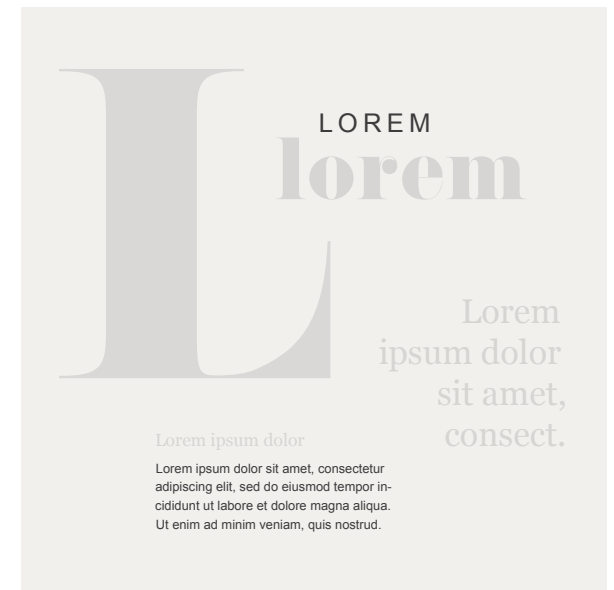 L
LOREM
lorem
Lorem
ipsum dolor
sit amet,
consect.
Lorem ipsum dolor
Lorem ipsum dolor sit amet, consectetur
adipiscing elit, sed do eiusmod tempor in-
cididunt ut labore et dolore magna aliqua.
Ut enim ad minim veniam, quis nostrud.